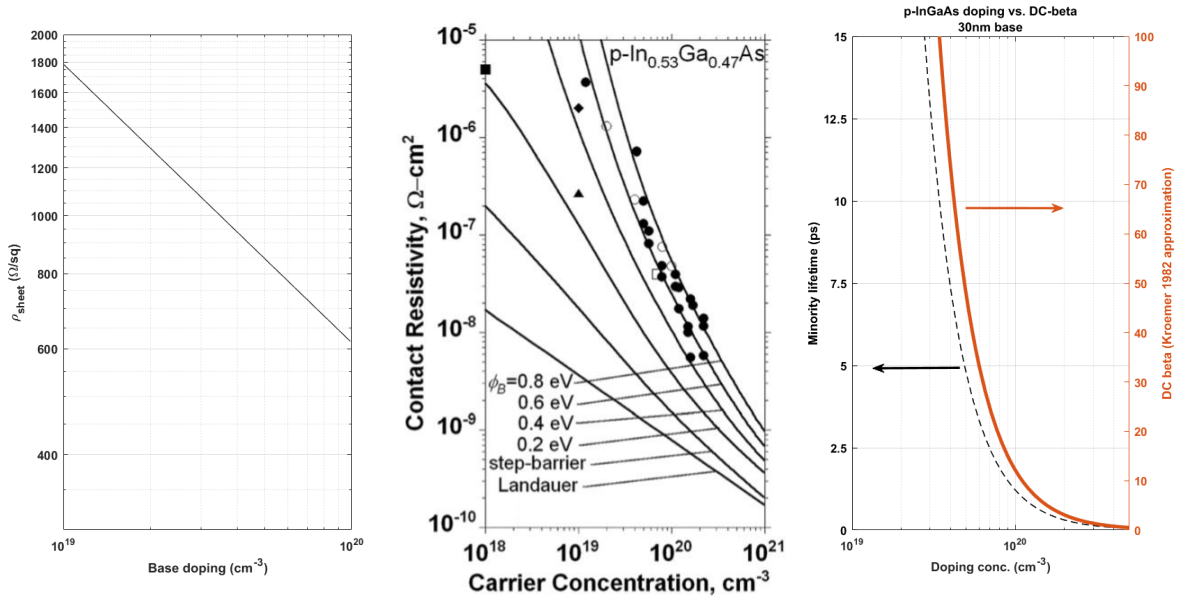 2000
1800
1600
1400
1200
1000
800
600
400
ρsheet (Ω/sq)
10^19
10^20
Base doping (cm^-3)
10^-5
10^-6
10^-7
10^-8
10^-9
10^-10
Contact Resistivity, Ω–cm^2
p-In0.53Ga0.47As
ϕB=0.8 eV
0.6 eV
0.4 eV
0.2 eV
step-barrier
Landauer
10^18
10^19
10^20
10^21
Carrier Concentration, cm^-3
p-InGaAs doping vs. DC-beta
30nm base
15
12.5
10
7.5
5
2.5
0
Minority lifetime (ps)
100
90
80
70
60
50
40
30
20
10
0
DC beta (Kroemer 1982 approximation)
10^19
10^20
Doping conc. (cm^-3)